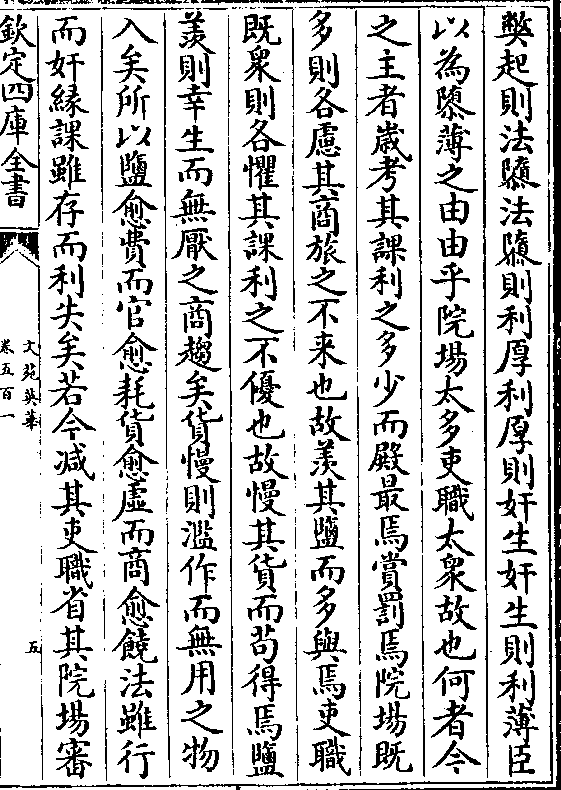 弊起則法隳法隳則利厚利厚則奸生奸生則利薄臣
以為隳薄之由由乎院場太多吏職太衆故也何者今
之主者嵗考其課利之多少而殿最焉賞罰焉院場既
多則各慮其商旅之不来也故羡其鹽而多與焉吏職
既衆則各懼其課利之不優也故慢其貨而苟得焉鹽
羡則幸生而無厭之商趨矣貨慢則濫作而無用之物
入矣所以鹽愈費而官愈耗貨愈虛而商愈饒法雖行
而奸縁課雖存而利失矣若今减其吏職省其院場審
欽定四庫全書
文苑英華
卷五百一
五